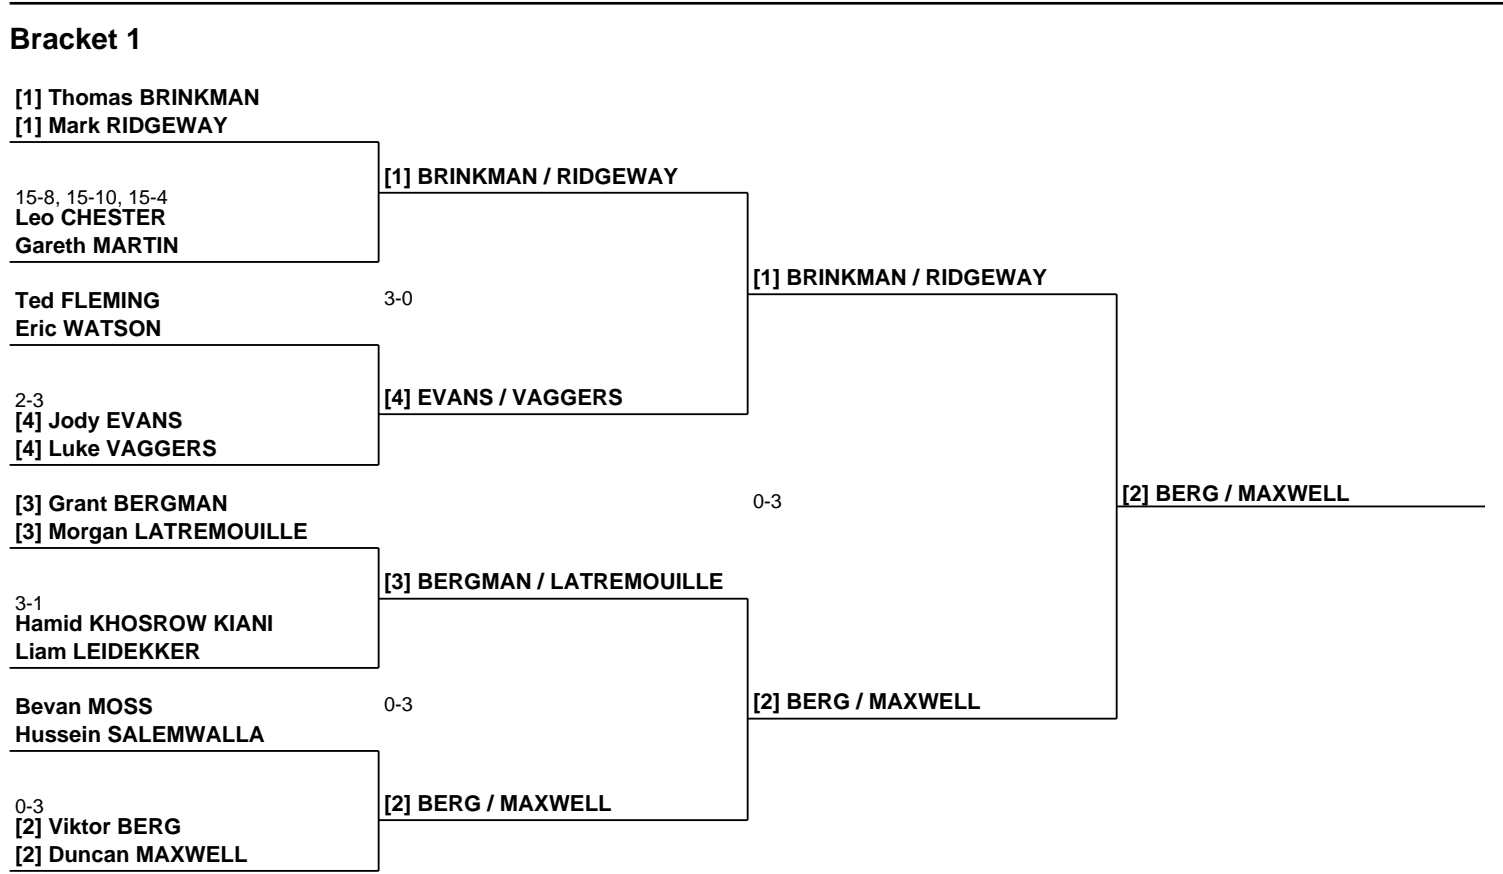 Bracket 1
[1] Thomas BRINKMAN
[1] Mark RIDGEWAY
[1] BRINKMAN / RIDGEWAY
15-8, 15-10, 15-4
Leo CHESTER
Gareth MARTIN
[1] BRINKMAN / RIDGEWAY
Ted FLEMING
3-0
Eric WATSON
2-3
[4] EVANS / VAGGERS
[4] Jody EVANS
[4] Luke VAGGERS
[2] BERG / MAXWELL
[3] Grant BERGMAN
0-3
[3] Morgan LATREMOUILLE
[3] BERGMAN / LATREMOUILLE
3-1
Hamid KHOSROW KIANI
Liam LEIDEKKER
Bevan MOSS
0-3
[2] BERG / MAXWELL
Hussein SALEMWALLA
0-3
[2] BERG / MAXWELL
[2] Viktor BERG
[2] Duncan MAXWELL